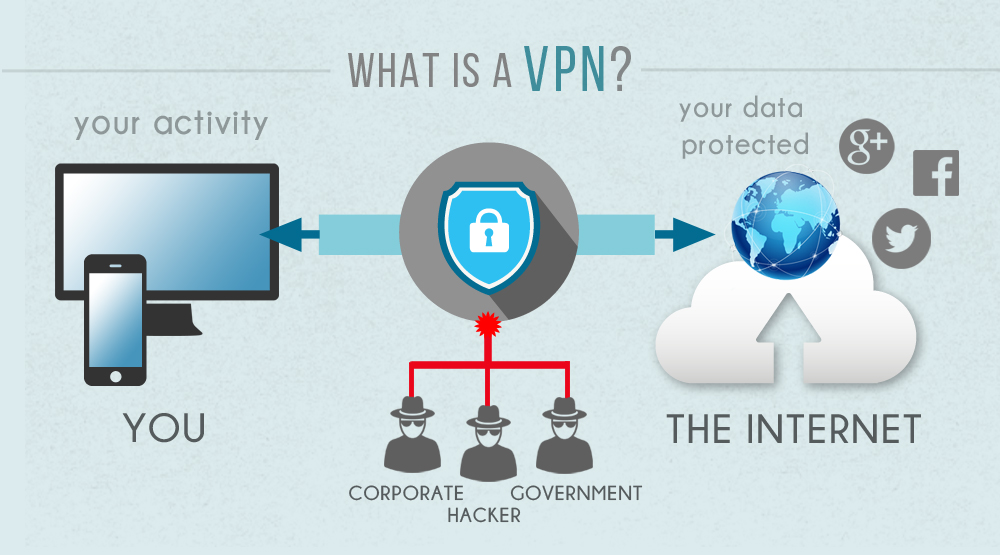 WHAT IS A VPN?
your activity
your data
protected
g+
f
YOU
THE INTERNET
CORPORATE
GOVERNMENT
HACKER